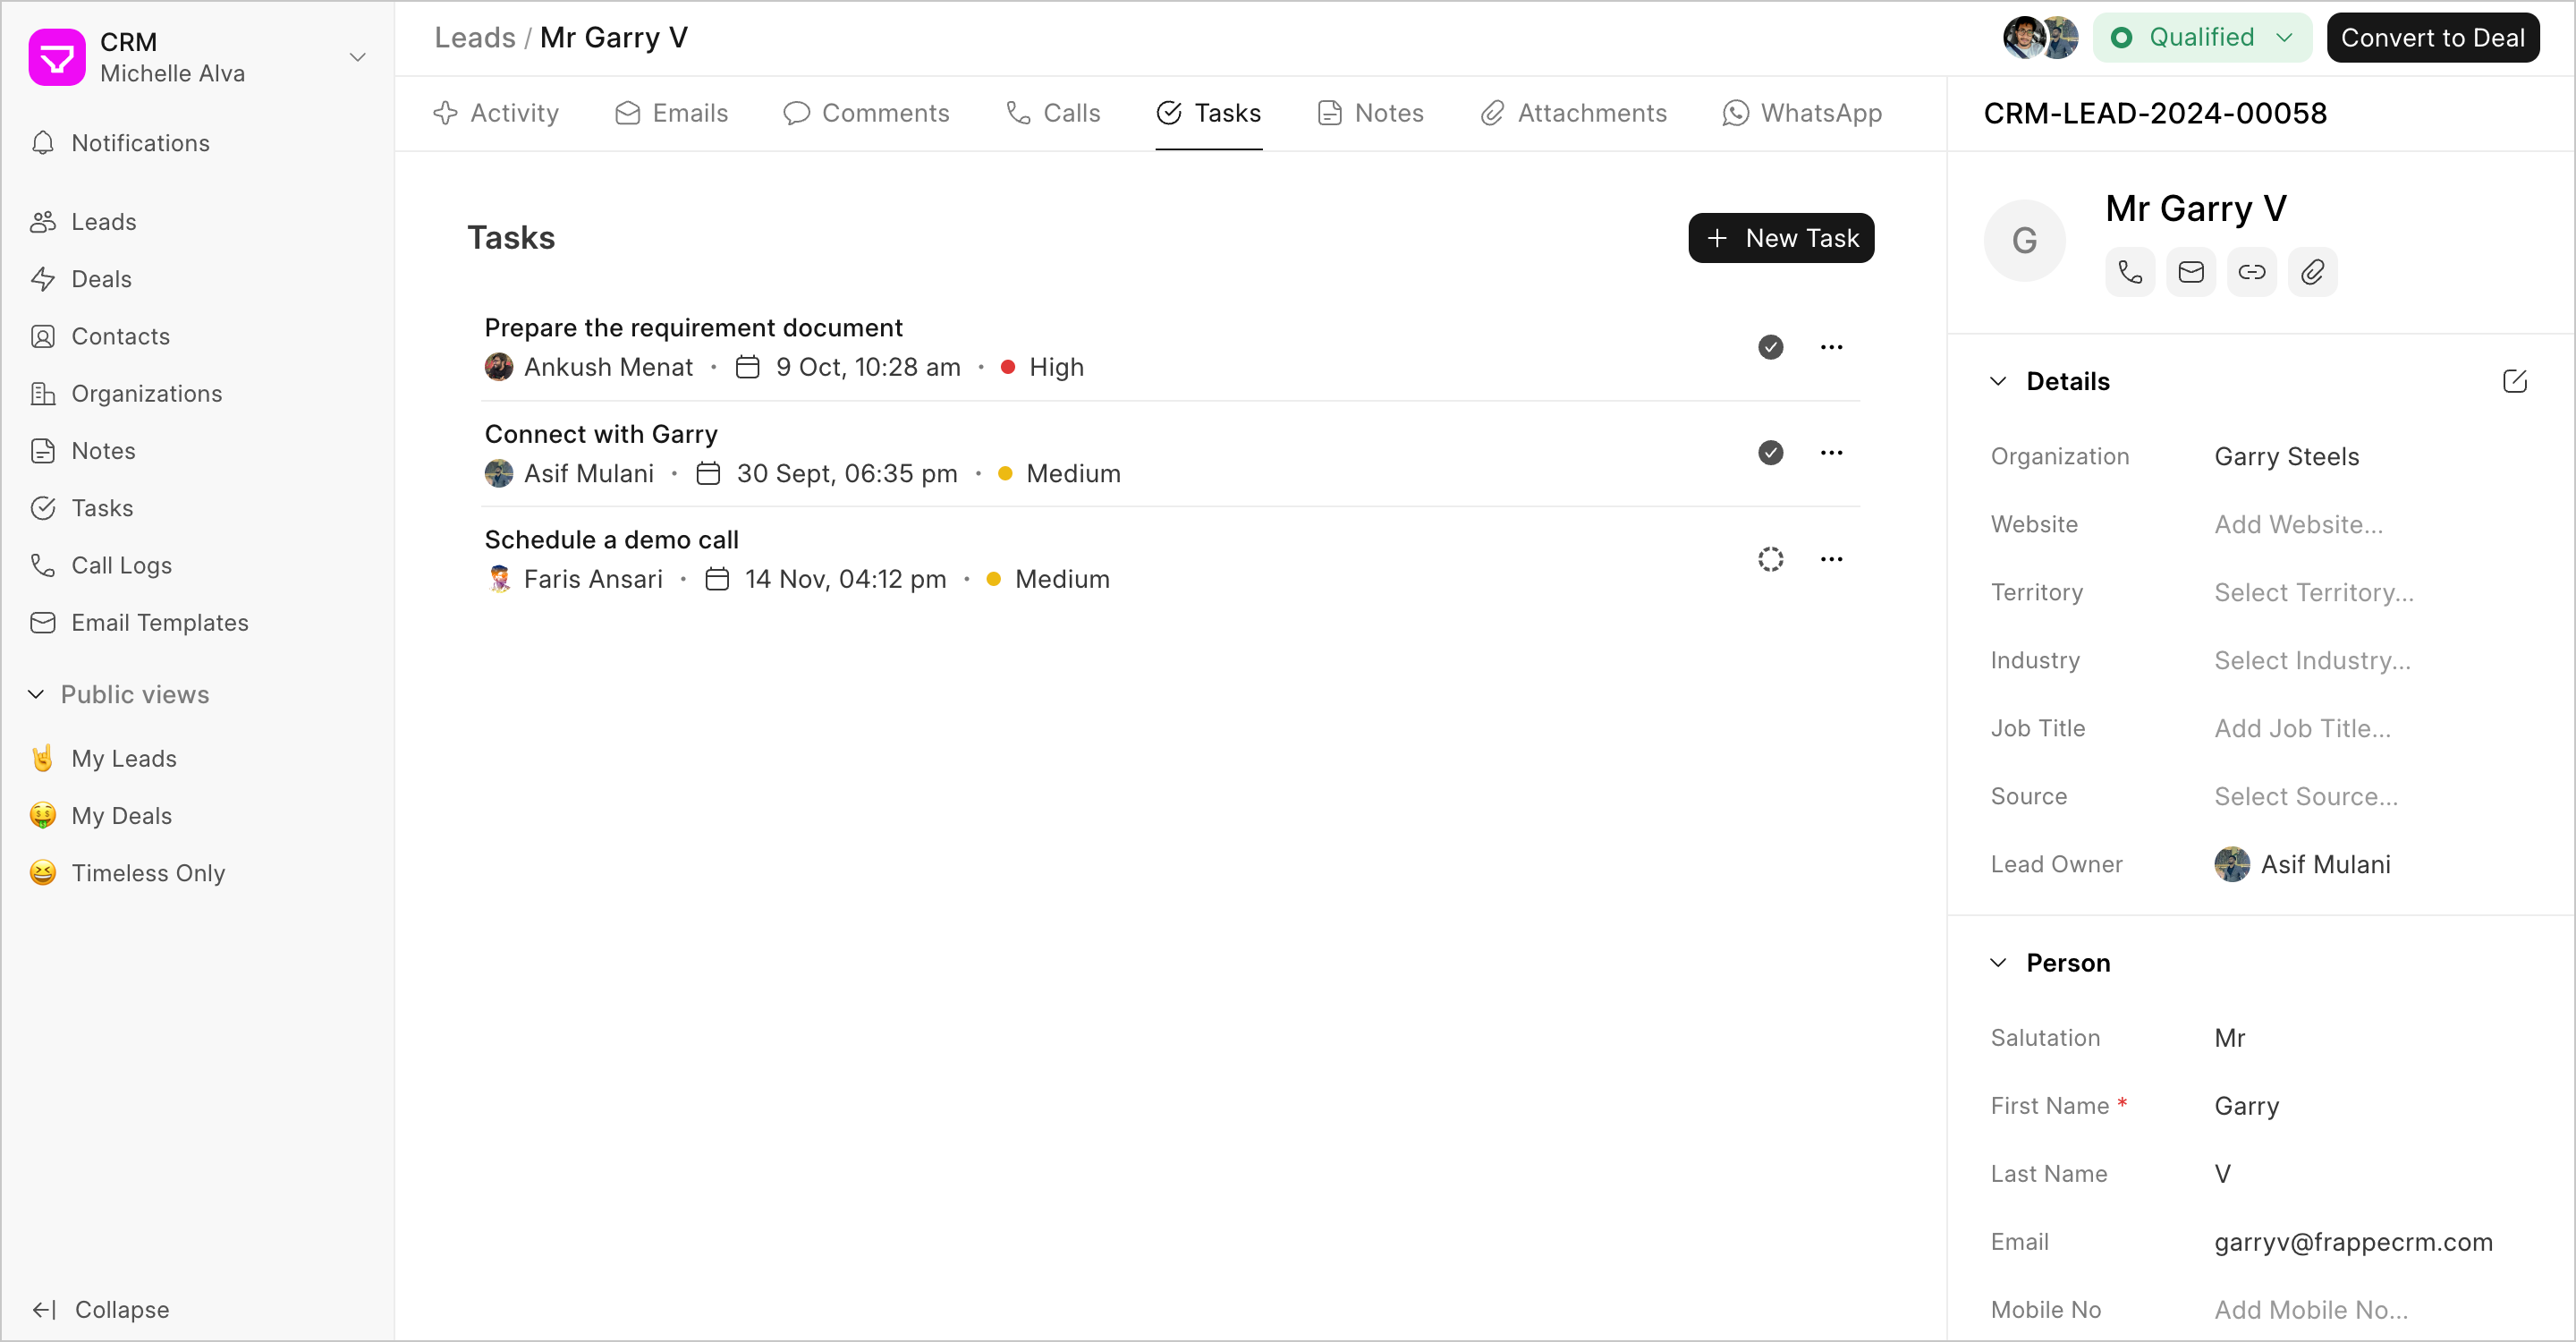 CRM
Michelle Alva
Notifications
Leads
Deals
Contacts
Organizations
Notes
Tasks
Call Logs
Email Templates
Public views
My Leads
My Deals
Timeless Only
Collapse
Leads / Mr Garry V
Qualified
Convert to Deal
Activity
Emails
Comments
Calls
Tasks
Notes
Attachments
WhatsApp
Tasks
New Task
Prepare the requirement document
Ankush Menat · 9 Oct, 10:28 am · High
Connect with Garry
Asif Mulani · 30 Sept, 06:35 pm · Medium
Schedule a demo call
Faris Ansari · 14 Nov, 04:12 pm · Medium
CRM-LEAD-2024-00058
G
Mr Garry V
Details
Organization Garry Steels
Website Add Website...
Territory Select Territory...
Industry Select Industry...
Job Title Add Job Title...
Source Select Source...
Lead Owner Asif Mulani
Person
Salutation Mr
First Name * Garry
Last Name V
Email garryv@frappecrm.com
Mobile No Add Mobile No...